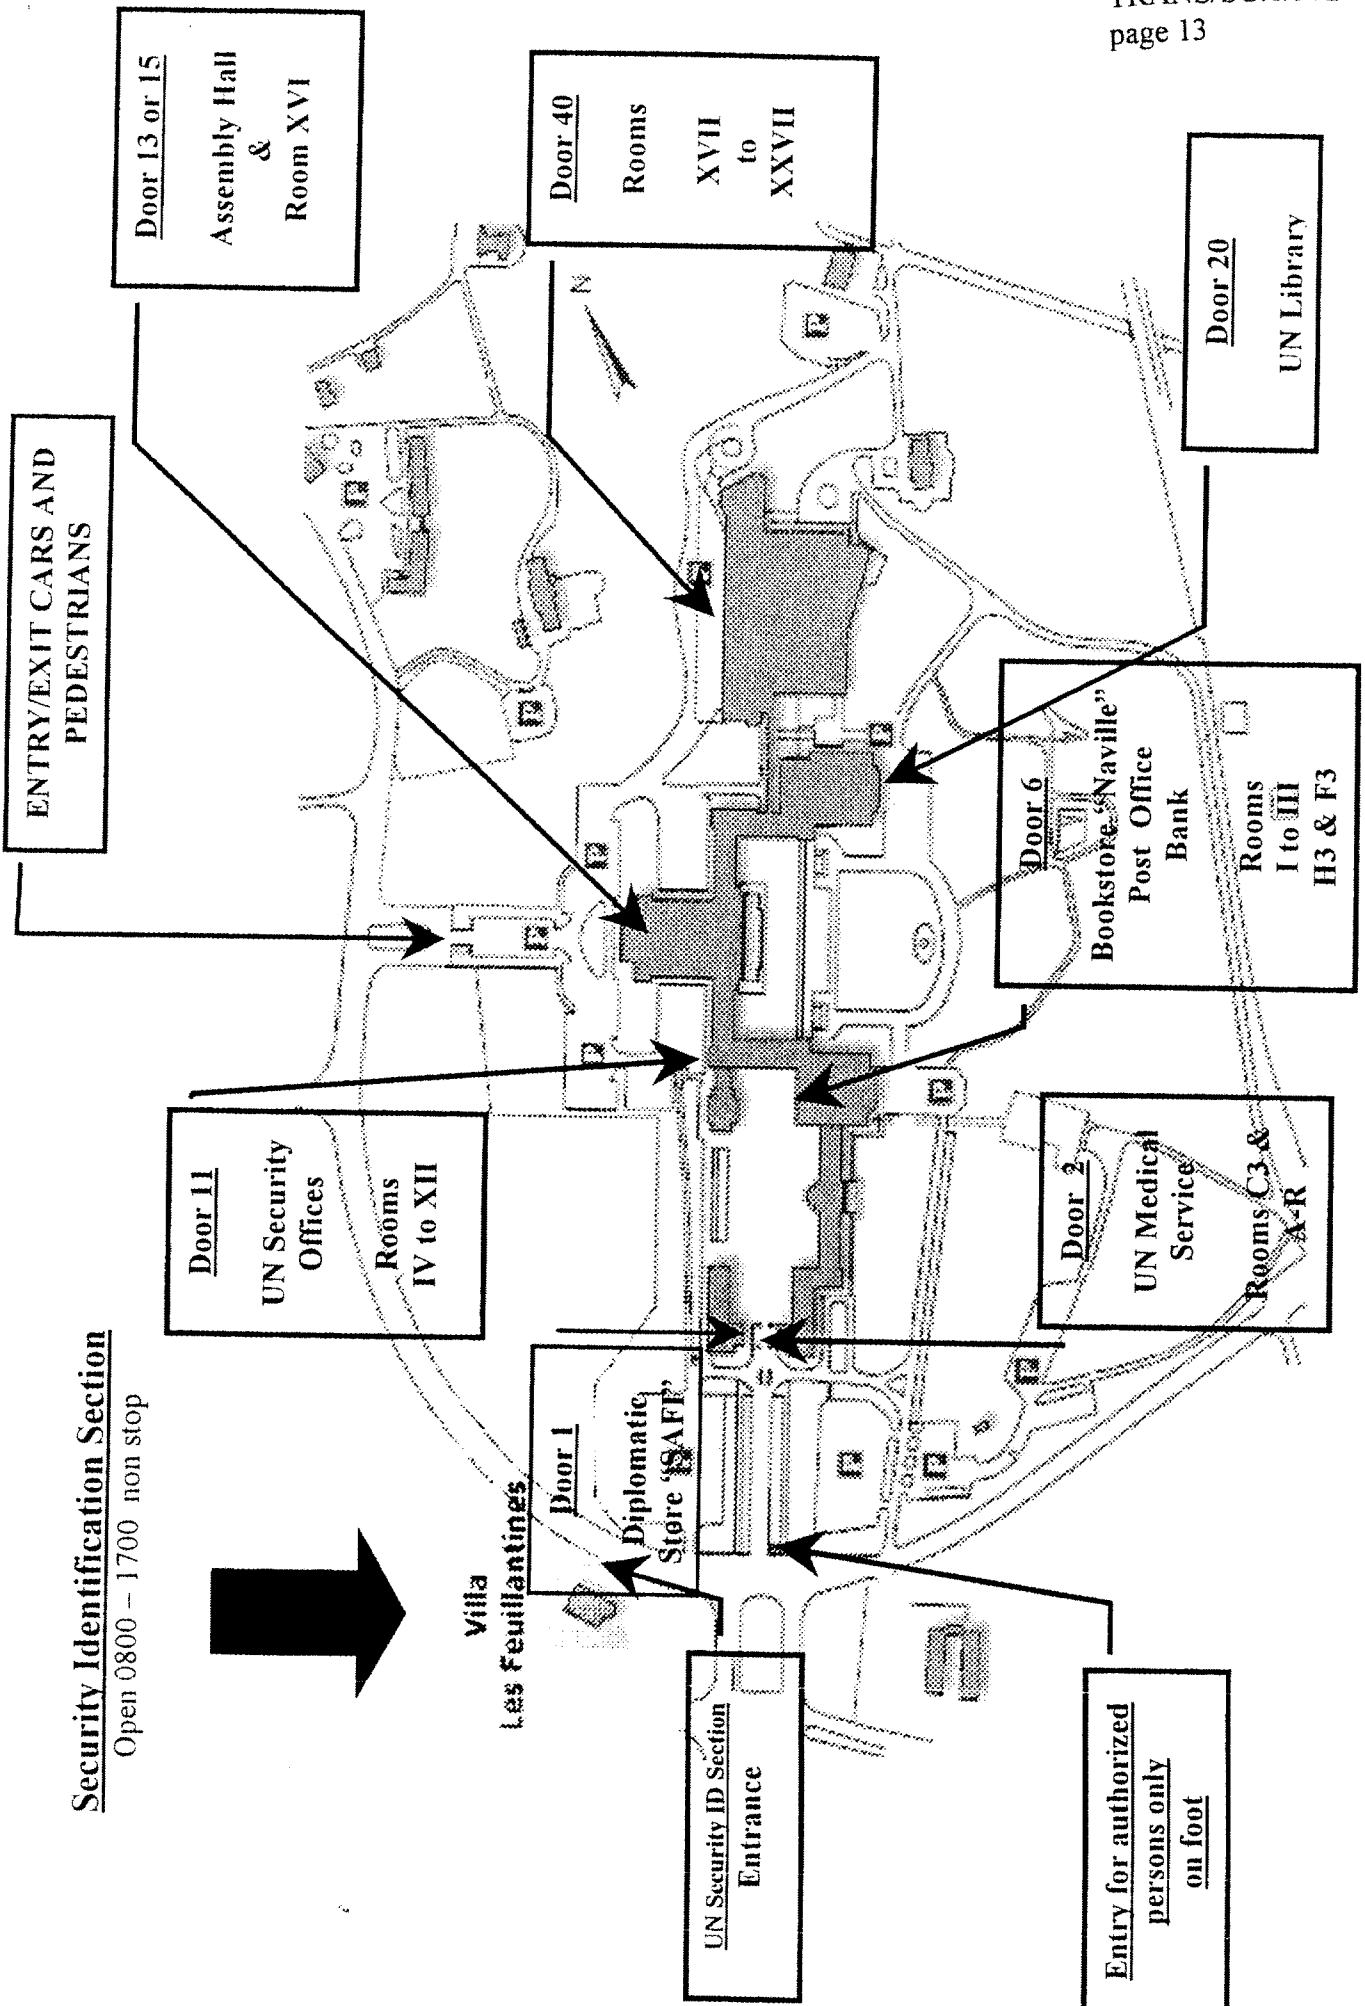 page 13
Security Identification Section
Open 0800 – 1700 non stop
Villa
Les Feuillantines
ENTRY/EXIT CARS AND
PEDESTRIANS
Door 13 or 15
Assembly Hall
&
Room XVI
Door 11
UN Security
Offices
Rooms
IV to XII
Door 40
Rooms
XVII
to
XXVII
N
Door 1
Diplomatic
Store "SAFI"
UN Security ID Section
Entrance
Entry for authorized
persons only
on foot
Door 2
UN Medical
Service
Rooms C3 &
A-R
Door 6
Bookstore "Naville"
Post Office
Bank
Rooms
I to III
H3 & F3
Door 20
UN Library
P
P
P
P
P
P
P
P
P
P
P
P
P